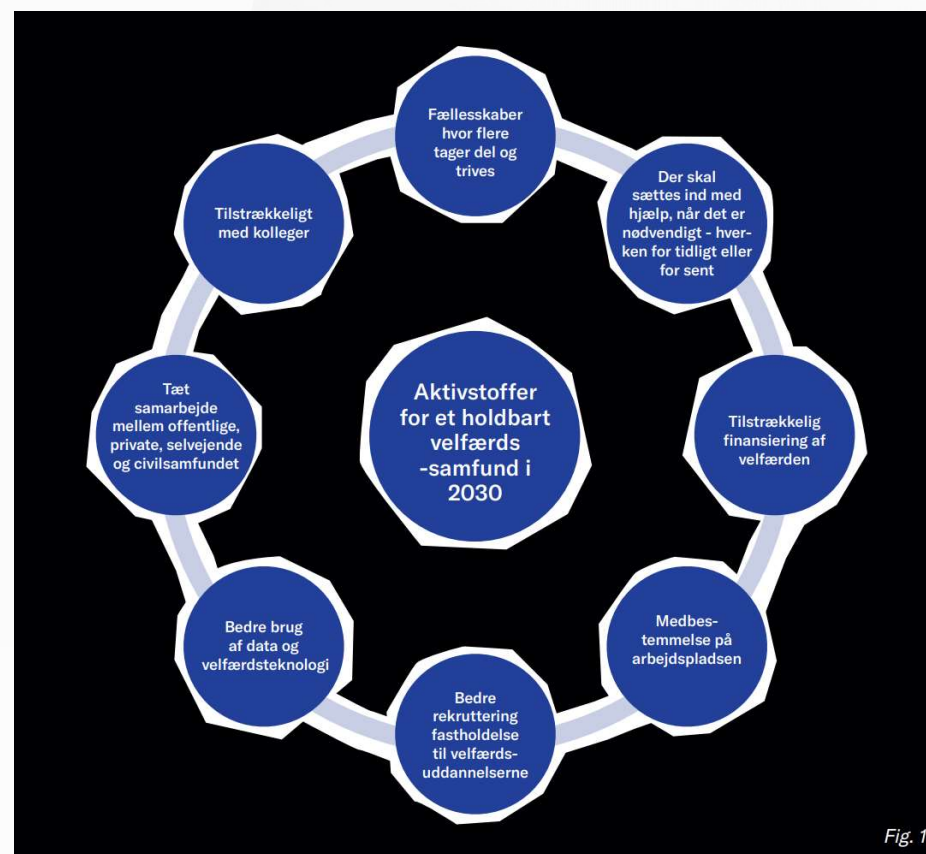 Fællesskaber
hvor flere
tager del og
trives
Der skal
sættes ind med
hjælp, når det er
nødvendigt - hver-
ken for tidligt eller
for sent
Tilstrækkelig
finansiering af
velfærden
Medbes-
temmelse på
arbejdspladsen
Bedre
rekruttering
fastholdelse
til velfærds-
uddannelserne
Bedre brug
af data og
velfærdsteknologi
Tæt
samarbejde
mellem offentlige,
private, selvejende
og civilsamfundet
Tilstrækkeligt
med kolleger
Aktivstoffer
for et holdbart
velfærds
-samfund i
2030
Fig. 1